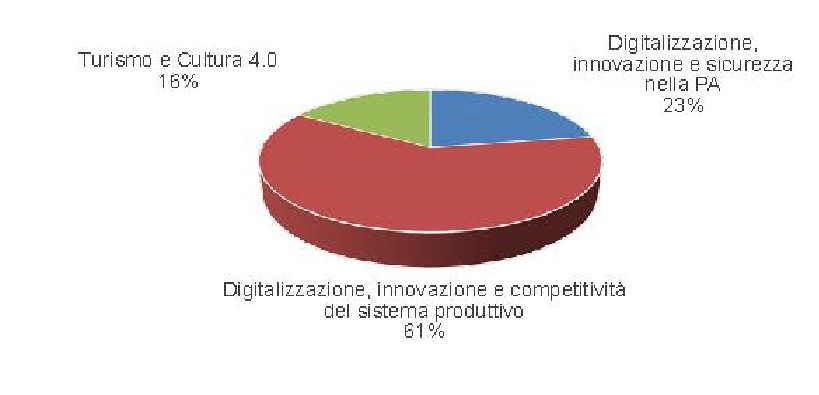 Turismo e Cultura 4.0
16%
Digitalizzazione,
innovazione e sicurezza
nella PA
23%
Digitalizzazione, innovazione e competitività
del sistema produttivo
61%